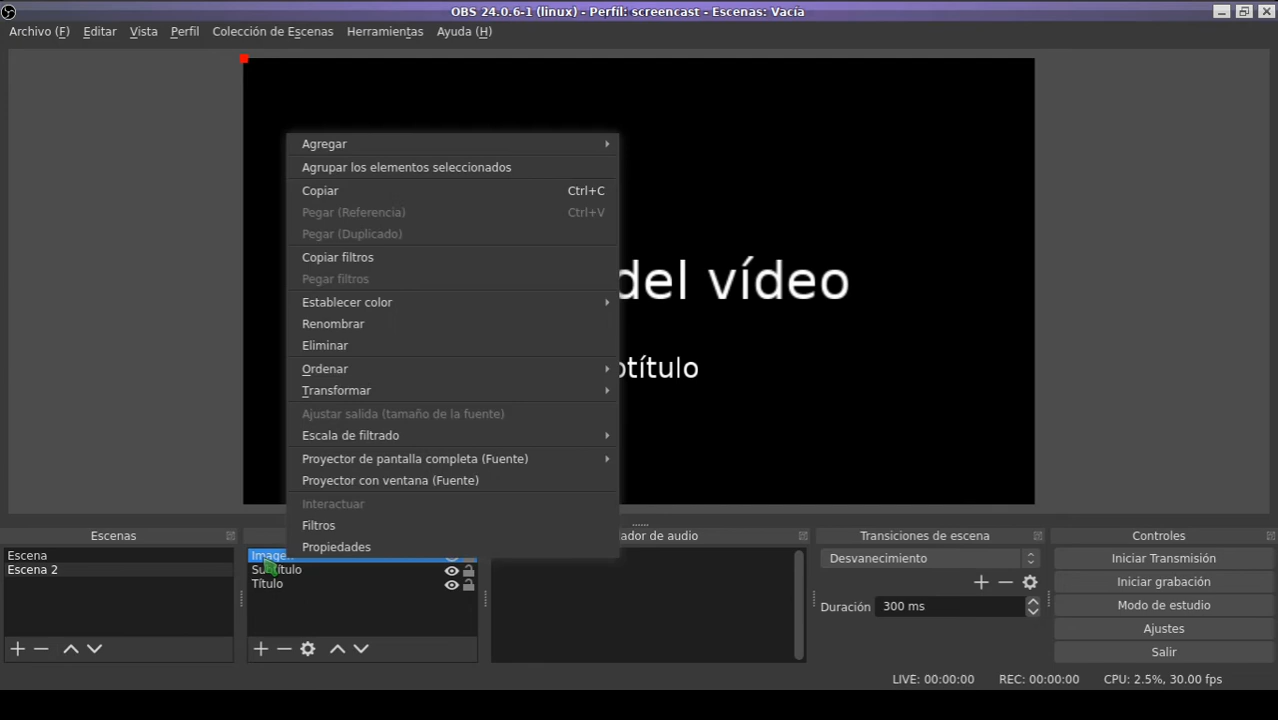 OBS 24.0.6-1 (linux) - Perfil: screencast - Escenas: Vacía
Archivo (F) Editar Vista Perfil Colección de Escenas Herramientas Ayuda (H)
Agregar
Agrupar los elementos seleccionados
Copiar Ctrl+C
Pegar (Referencia) Ctrl+V
Pegar (Duplicado)
Copiar filtros
Pegar filtros
Establecer color
Renombrar
Eliminar
Ordenar
Transformar
Ajustar salida (tamaño de la fuente)
Escala de filtrado
Proyector de pantalla completa (Fuente)
Proyector con ventana (Fuente)
Interactuar
Filtros
Propiedades
del vídeo
otítulo
Escenas
Escena
Escena 2
Image
Subtítulo
Título
lador de audio
Transiciones de escena
Desvanecimiento
Duración 300 ms
Controles
Iniciar Transmisión
Iniciar grabación
Modo de estudio
Ajustes
Salir
LIVE: 00:00:00 REC: 00:00:00 CPU: 2.5%, 30.00 fps